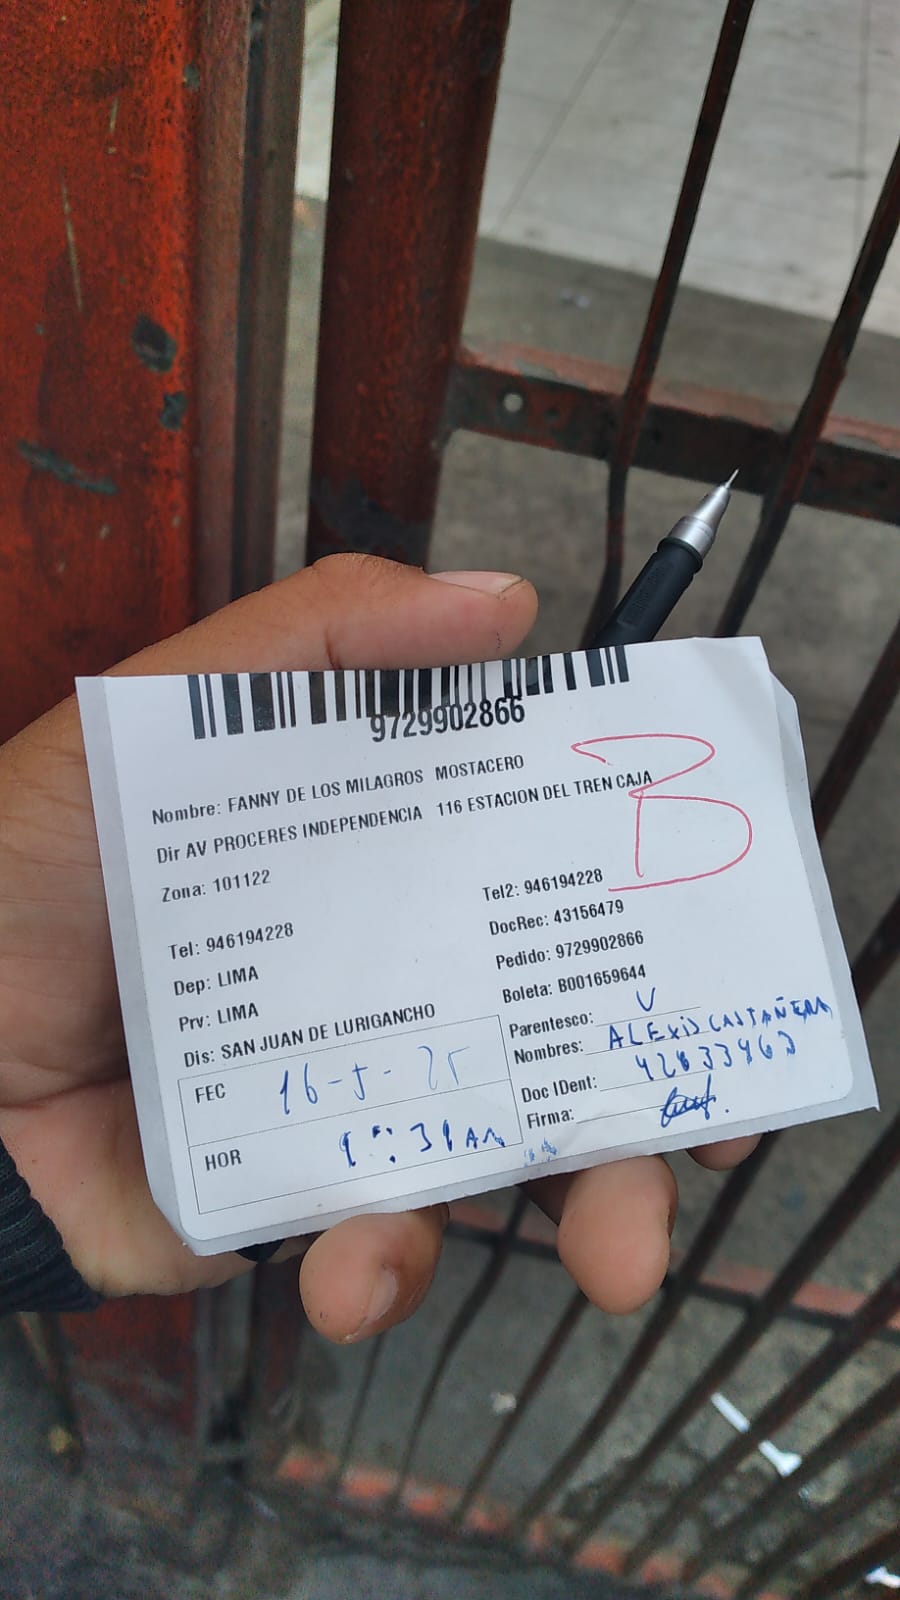 9729902866
Nombre: FANNY DE LOS MILAGROS MOSTACERO
Dir AV PROCERES INDEPENDENCIA 116 ESTACION DEL TREN CAJA
B
Zona: 101122
Tel: 946194228
Tel2: 946194228
DocRec: 43156479
Dep: LIMA
Pedido: 9729902866
Prv: LIMA
Boleta: B001659644
Dis: SAN JUAN DE LURIGANCHO
Parentesco: V
Nombres: ALEXIS CASTAÑEDA
Doc IDent: 42833963
Firma:
FEC 16-5-25
HOR